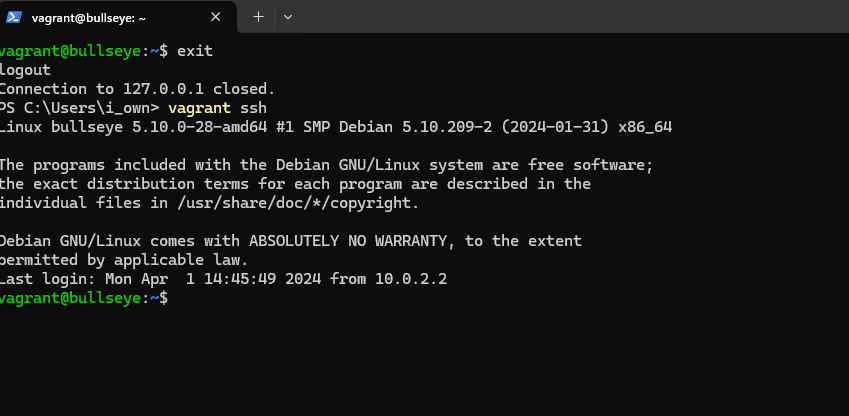 vagrant@bullseye: ~
vagrant@bullseye:~$ exit
logout
Connection to 127.0.0.1 closed.
PS C:\Users\i_own> vagrant ssh
Linux bullseye 5.10.0-28-amd64 #1 SMP Debian 5.10.209-2 (2024-01-31) x86_64
The programs included with the Debian GNU/Linux system are free software;
the exact distribution terms for each program are described in the
individual files in /usr/share/doc/*/copyright.
Debian GNU/Linux comes with ABSOLUTELY NO WARRANTY, to the extent
permitted by applicable law.
Last login: Mon Apr  1 14:45:49 2024 from 10.0.2.2
vagrant@bullseye:~$